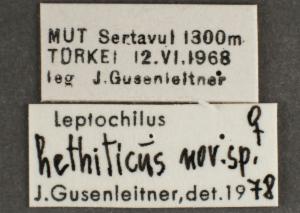 MUT Sertavul 1300m
TÜRKEI 12.VI.1968
leg J.Gusenleitner
Leptochilus ♀
hethiticus nov.sp.
J.Gusenleitner,det.1978